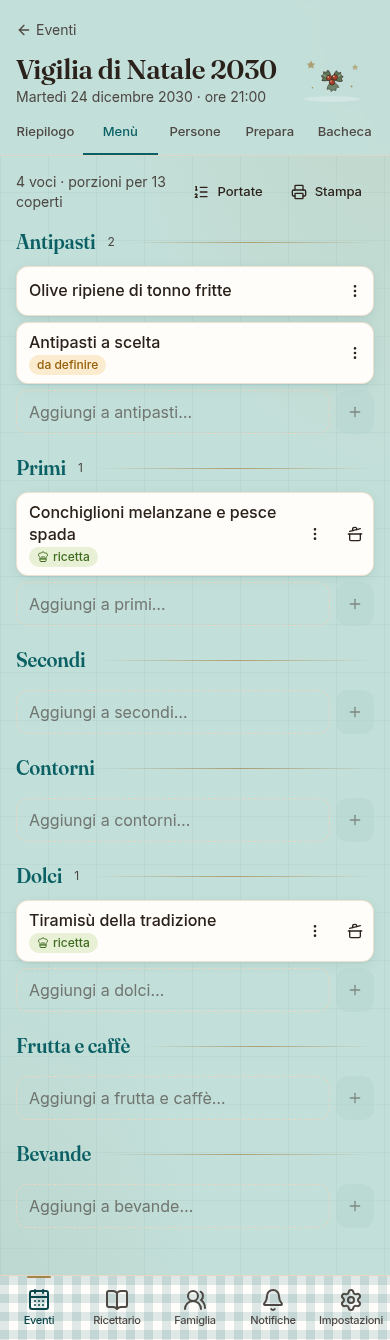 Eventi
Vigilia di Natale 2030
Martedì 24 dicembre 2030 · ore 21:00
Riepilogo Menù Persone Prepara Bacheca
4 voci · porzioni per 13
coperti
Portate Stampa
Antipasti 2
Olive ripiene di tonno fritte
Antipasti a scelta
da definire
Aggiungi a antipasti...
Primi 1
Conchiglioni melanzane e pesce
spada
ricetta
Aggiungi a primi...
Secondi
Aggiungi a secondi...
Contorni
Aggiungi a contorni...
Dolci 1
Tiramisù della tradizione
ricetta
Aggiungi a dolci...
Frutta e caffè
Aggiungi a frutta e caffè...
Bevande
Aggiungi a bevande...
Eventi Ricettario Famiglia Notifiche Impostazioni